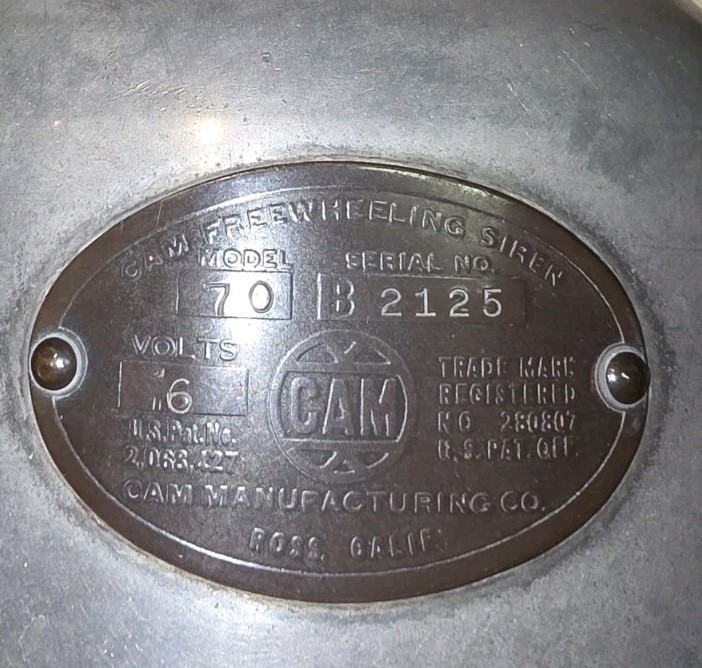 CAM FREEWHEELING SIREN
MODEL SERIAL NO.
70 B 2125
VOLTS
6
U.S.Pat.No.
2,068,427
CAM
TRADE MARK
REGISTERED
NO 280807
U.S.PAT.OFF.
CAM MANUFACTURING CO.
ROSS, CALIF.